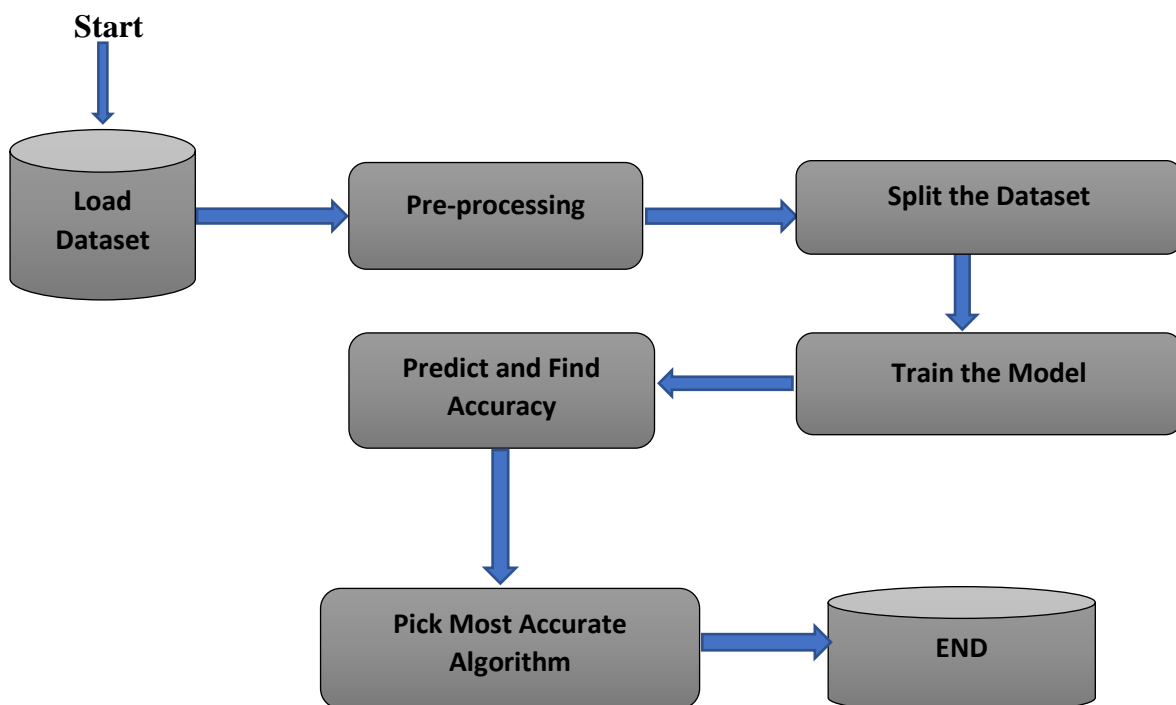 Start
Load
Dataset
Pre-processing
Split the Dataset
Train the Model
Predict and Find
Accuracy
Pick Most Accurate
Algorithm
END